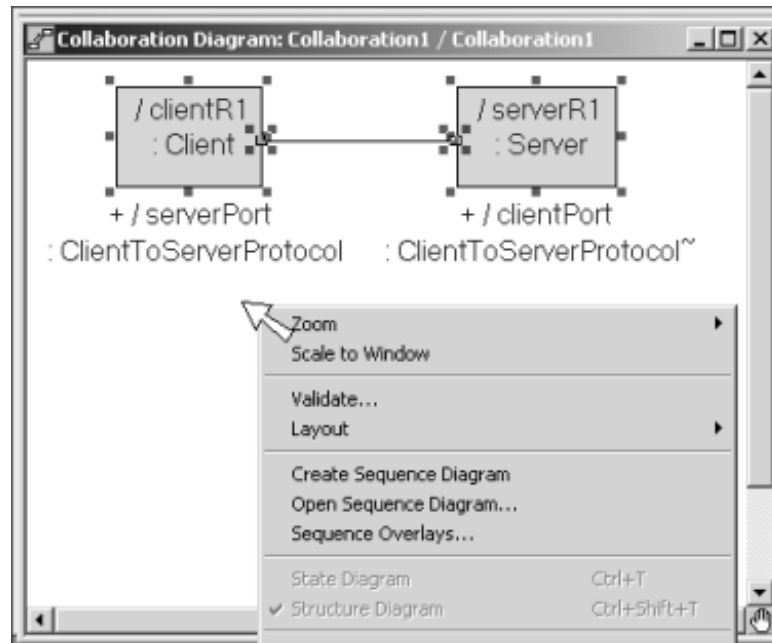 Collaboration Diagram: Collaboration1 / Collaboration1
/ clientR1
: Client
/ serverR1
: Server
+ / serverPort
: ClientToServerProtocol
+ / clientPort
: ClientToServerProtocol~
Zoom
Scale to Window
Validate...
Layout
Create Sequence Diagram
Open Sequence Diagram...
Sequence Overlays...
State Diagram Ctrl+T
Structure Diagram Ctrl+Shift+T